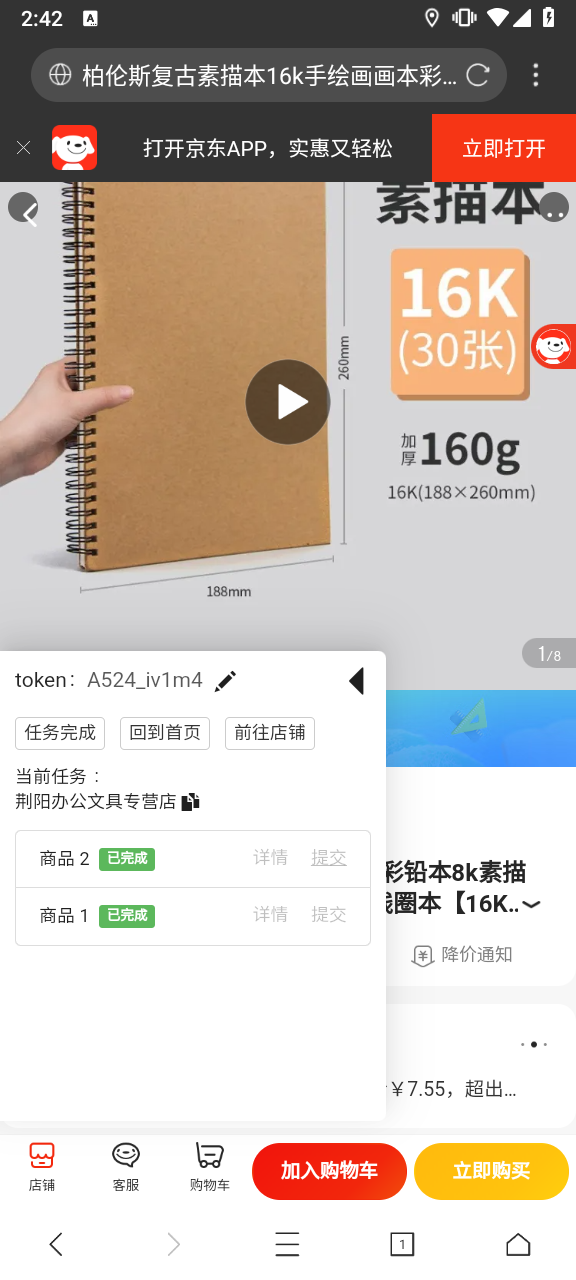 2:42
A
柏伦斯复古素描本16k手绘画画本彩...
打开京东APP，实惠又轻松
立即打开
素描本
16K
(30张)
260mm
加厚160g
16K(188×260mm)
188mm
1/8
token： A524_iv1m4
任务完成
回到首页
前往店铺
当前任务：
荆阳办公文具专营店
商品 2 已完成 详情 提交
商品 1 已完成 详情 提交
彩铅本8k素描
线圈本【16K..
降价通知
￥7.55，超出...
店铺
客服
购物车
加入购物车
立即购买
1